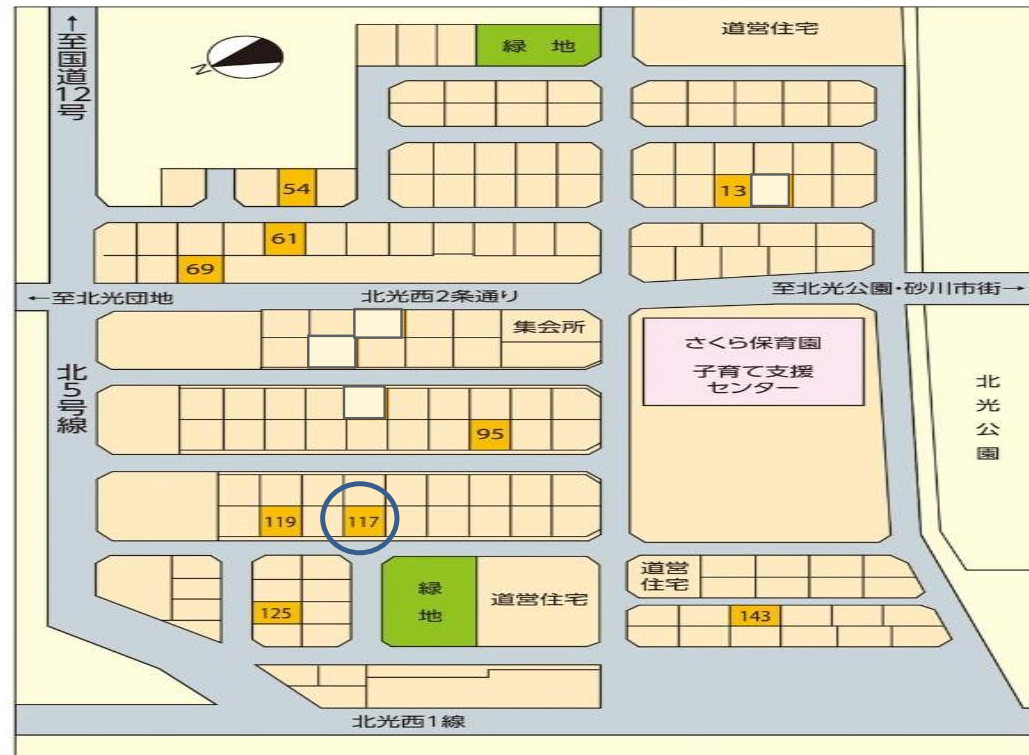 ↑至国道12号
道営住宅
緑 地
N
54
13
61
69
←至北光団地
北光西2条通り
至北光公園・砂川市街→
集会所
さくら保育園
子育て支援
センター
北5号線
北光公園
95
119
117
緑
地
道営住宅
道営
住宅
125
143
北光西1線